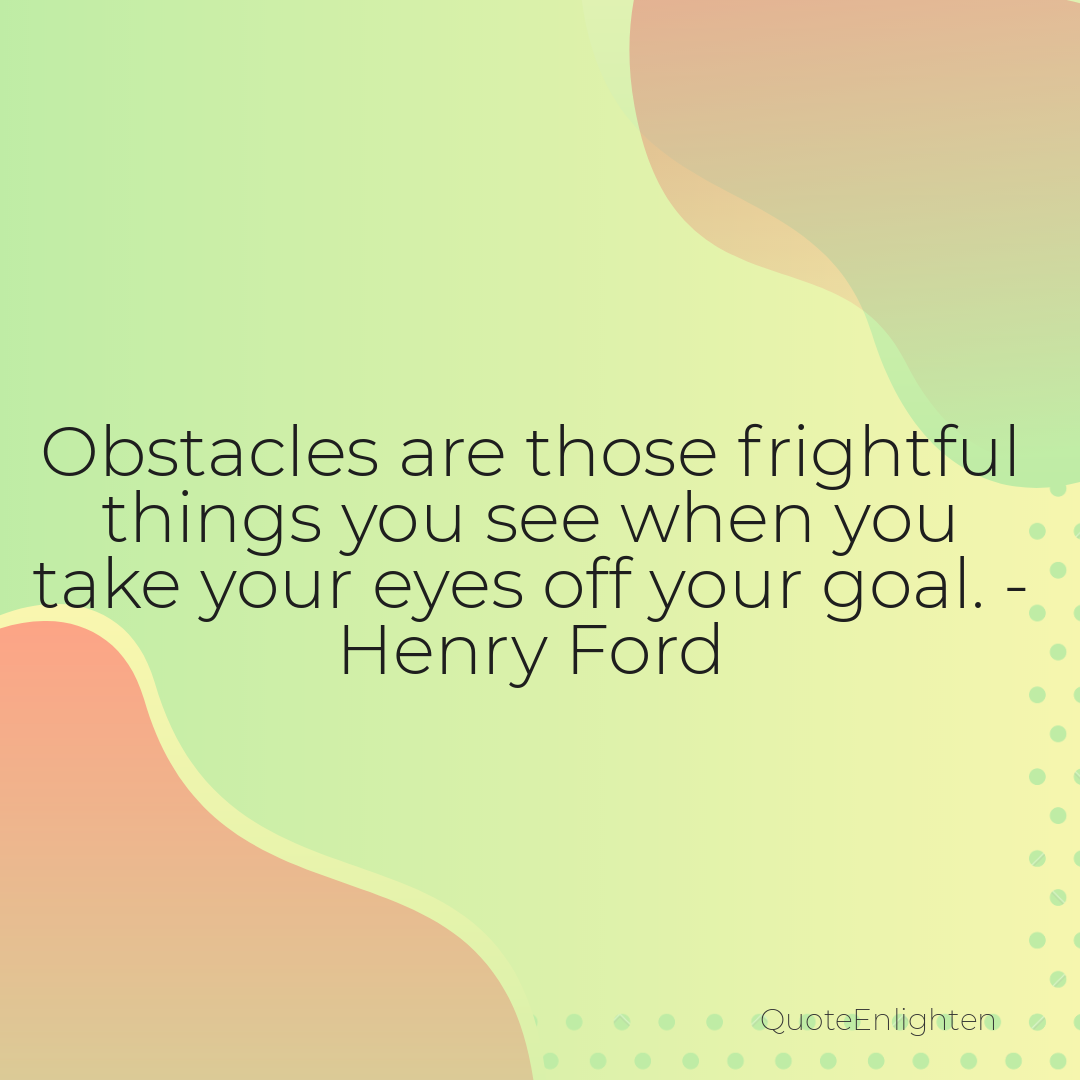 Obstacles are those frightful
things you see when you
take your eyes off your goal. -
Henry Ford
QuoteEnlighten